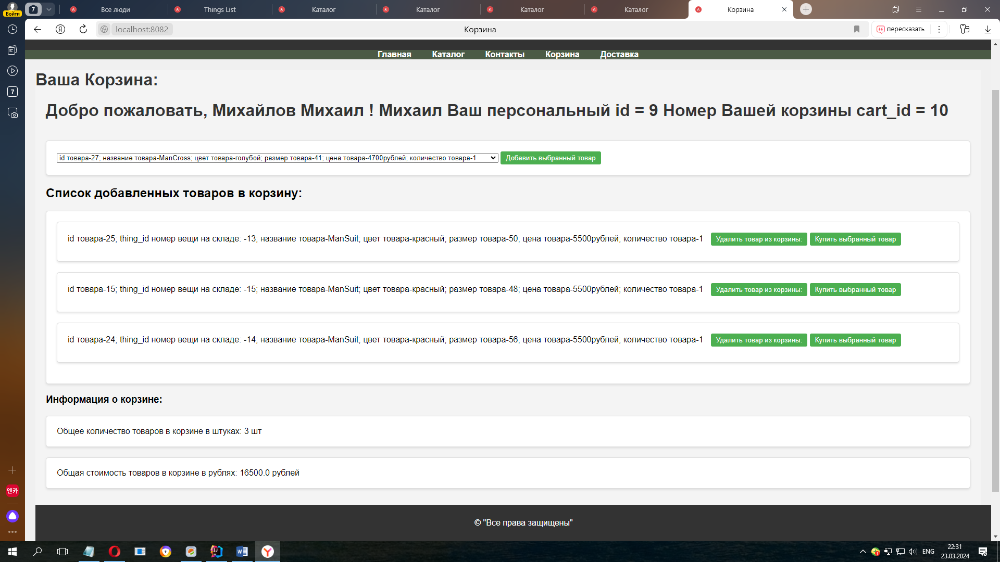 Войти
7
Все люди
Things List
Каталог
Каталог
Каталог
Каталог
Корзина
localhost:8082
Корзина
пересказать
7
Главная Каталог Контакты Корзина Доставка
Ваша Корзина:
Добро пожаловать, Михайлов Михаил ! Михаил Ваш персональный id = 9 Номер Вашей корзины cart_id = 10
id товара-27; название товара-ManCross; цвет товара-голубой; размер товара-41; цена товара-4700рублей; количество товара-1 Добавить выбранный товар
Список добавленных товаров в корзину:
id товара-25; thing_id номер вещи на складе: -13; название товара-ManSuit; цвет товара-красный; размер товара-50; цена товара-5500рублей; количество товара-1 Удалить товар из корзины: Купить выбранный товар
id товара-15; thing_id номер вещи на складе: -15; название товара-ManSuit; цвет товара-красный; размер товара-48; цена товара-5500рублей; количество товара-1 Удалить товар из корзины: Купить выбранный товар
id товара-24; thing_id номер вещи на складе: -14; название товара-ManSuit; цвет товара-красный; размер товара-56; цена товара-5500рублей; количество товара-1 Удалить товар из корзины: Купить выбранный товар
Информация о корзине:
Общее количество товаров в корзине в штуках: 3 шт
Общая стоимость товаров в корзине в рублях: 16500.0 рублей
엔카
© "Все права защищены"
ENG
22:31
23.03.2024